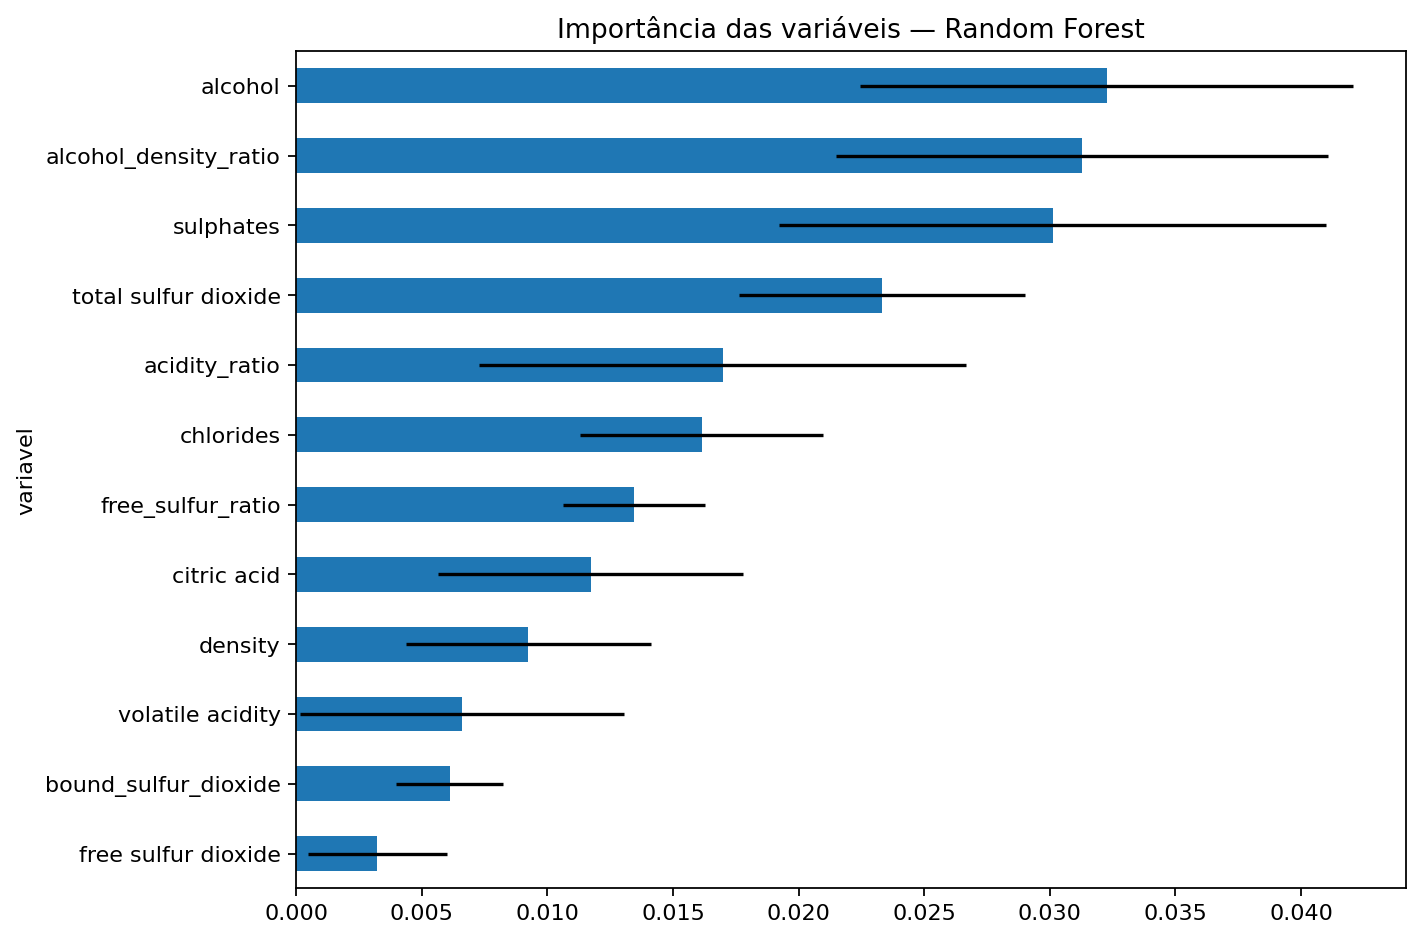 Importância das variáveis — Random Forest
variavel
alcohol
alcohol_density_ratio
sulphates
total sulfur dioxide
acidity_ratio
chlorides
free_sulfur_ratio
citric acid
density
volatile acidity
bound_sulfur_dioxide
free sulfur dioxide
0.000 0.005 0.010 0.015 0.020 0.025 0.030 0.035 0.040